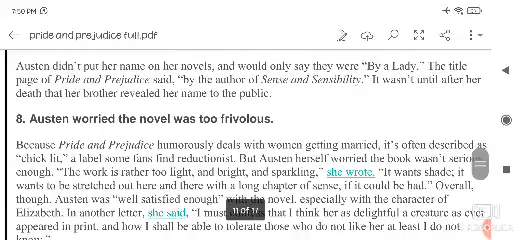 7:50 PM
pride and prejudice full.pdf
Austen didn't put her name on her novels, and would only say they were “By a Lady.” The title
page of Pride and Prejudice said, “by the author of Sense and Sensibility.” It wasn't until after her
death that her brother revealed her name to the public.
8. Austen worried the novel was too frivolous.
Because Pride and Prejudice humorously deals with women getting married, it's often described as
“chick lit,” a label some fans find reductionist. But Austen herself worried the book wasn't serious
enough. “The work is rather too light, and bright, and sparkling,” she wrote, “It wants shade; it
wants to be stretched out here and there with a long chapter of sense, if it could be had.” Overall,
though, Austen was “well satisfied enough” with the novel, especially with the character of
Elizabeth. In another letter, she said, “I must that I think her as delightful a creature as ever
appeared in print, and how I shall be able to tolerate those who do not like her at least I do not
know.”